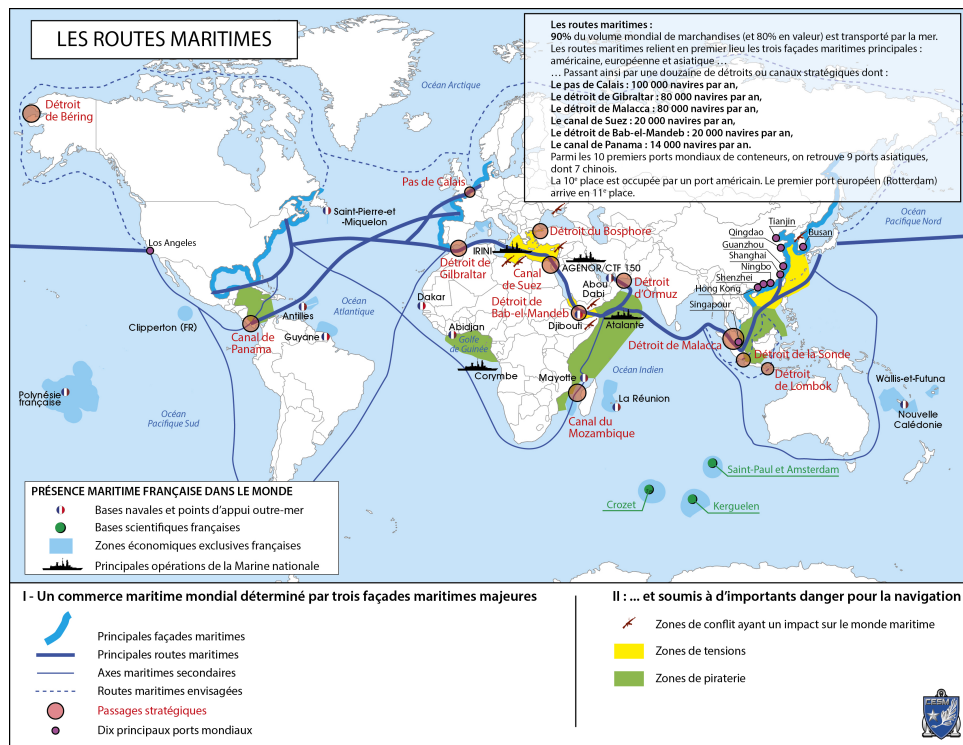 LES ROUTES MARITIMES
Les routes maritimes :
90% du volume mondial de marchandises (et 80% en valeur) est transporté par la mer.
Les routes maritimes relient en premier lieu les trois façades maritimes principales :
américaine, européenne et asiatique ...
... Passant ainsi par une douzaine de détroits ou canaux stratégiques dont :
Le pas de Calais : 100 000 navires par an,
Le détroit de Gibraltar : 80 000 navires par an,
Le détroit de Malacca : 80 000 navires par an,
Le canal de Suez : 20 000 navires par an,
Le détroit de Bab-el-Mandeb : 20 000 navires par an,
Le canal de Panama : 14 000 navires par an.
Parmi les 10 premiers ports mondiaux de conteneurs, on retrouve 9 ports asiatiques,
dont 7 chinois.
La 10e place est occupée par un port américain. Le premier port européen (Rotterdam)
arrive en 11e place.
Océan Arctique
Détroit
de Béring
Pas de Calais
Saint-Pierre-et-
-Miquelon
Océan
Pacifique Nord
Los Angeles
Tianjin
Qingdao
Busan
Guanzhou
Shanghai
Ningbo
Shenzhei
Hong Kong
Singapour
Détroit du Bosphore
IRINI
Détroit de
Gilbraltar
Canal
de Suez
AGENOR/CTF 150
Abou
Dabi
Détroit
d'Ormuz
Océan
Atlantique
Dakar
Détroit de
Bab-el-Mandeb
Djibouti
Atalante
Clipperton (FR)
Antilles
Guyane
Canal de
Panama
Abidjan
Golfe
de Guinée
Corymbe
Détroit de Malacca
Détroit de la Sonde
Détroit
de Lombok
Océan Indien
Mayotte
La Réunion
Canal du
Mozambique
Polynésie
française
Océan
Pacifique Sud
Wallis-et-Futuna
Nouvelle
Calédonie
Saint-Paul et Amsterdam
Crozet
Kerguelen
PRÉSENCE MARITIME FRANÇAISE DANS LE MONDE
Bases navales et points d'appui outre-mer
Bases scientifiques françaises
Zones économiques exclusives françaises
Principales opérations de la Marine nationale
I - Un commerce maritime mondial déterminé par trois façades maritimes majeures
Principales façades maritimes
Principales routes maritimes
Axes maritimes secondaires
Routes maritimes envisagées
Passages stratégiques
Dix principaux ports mondiaux
II : ... et soumis à d'importants danger pour la navigation
Zones de conflit ayant un impact sur le monde maritime
Zones de tensions
Zones de piraterie
CESM